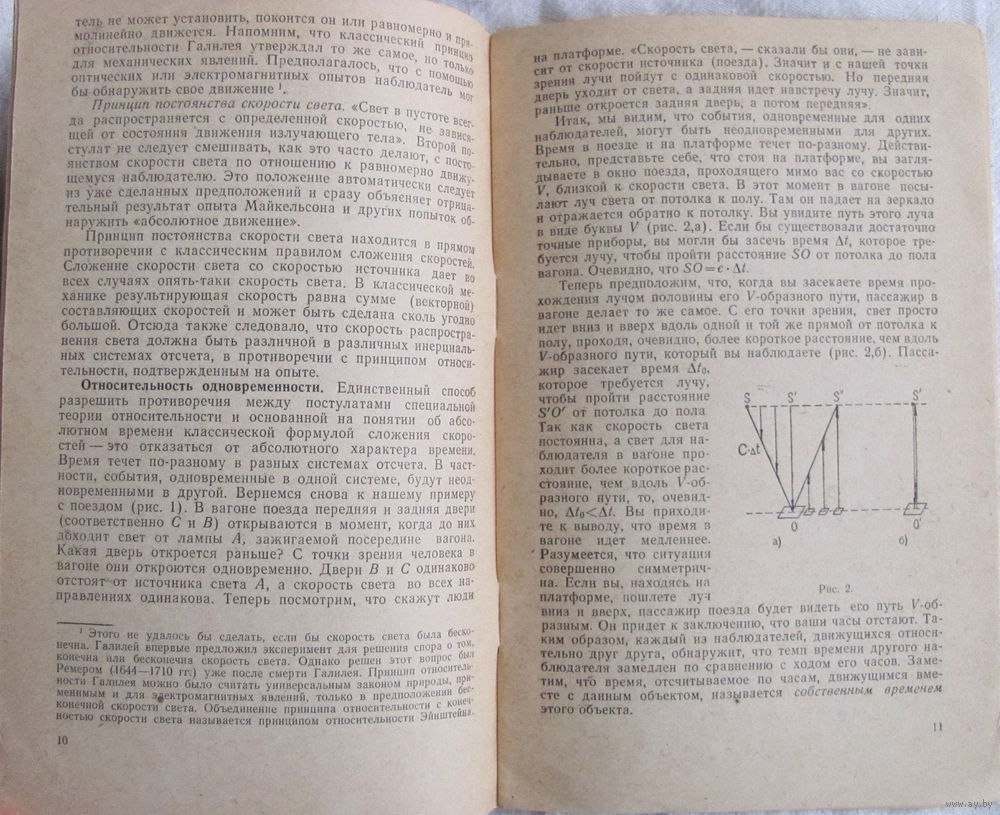 тель не может установить, покоится он или равномерно и пря-
молинейно движется. Напомним, что классический принцип
относительности Галилея утверждал то же самое, но только
для механических явлений. Предполагалось, что с помощью
оптических или электромагнитных опытов наблюдатель мог
бы обнаружить свое движение ¹.
Принцип постоянства скорости света. «Свет в пустоте всег-
да распространяется с определенной скоростью, не завися-
щей от состояния движения излучающего тела». Второй по-
стулат не следует смешивать, как это часто делают, с посто-
янством скорости света по отношению к равномерно движу-
щемуся наблюдателю. Это положение автоматически следует
из уже сделанных предположений и сразу объясняет отрица-
тельный результат опыта Майкельсона и других попыток об-
наружить «абсолютное движение».
Принцип постоянства скорости света находится в прямом
противоречии с классическим правилом сложения скоростей.
Сложение скорости света со скоростью источника дает во
всех случаях опять-таки скорость света. В классической ме-
ханике результирующая скорость равна сумме (векторной)
составляющих скоростей и может быть сделана сколь угодно
большой. Отсюда также следовало, что скорость распростра-
нения света должна быть различной в различных инерциаль-
ных системах отсчета, в противоречии с принципом относи-
тельности, подтвержденным на опыте.
Относительность одновременности. Единственный способ
разрешить противоречия между постулатами специальной
теории относительности и основанной на понятии об абсо-
лютном времени классической формулой сложения скоро-
стей — это отказаться от абсолютного характера времени.
Время течет по-разному в разных системах отсчета. В част-
ности, события, одновременные в одной системе, будут неод-
новременными в другой. Вернемся снова к нашему примеру
с поездом (рис. 1). В вагоне поезда передняя и задняя двери
(соответственно C и B) открываются в момент, когда до них
доходит свет от лампы A, зажигаемой посередине вагона.
Какая дверь откроется раньше? С точки зрения человека в
вагоне они откроются одновременно. Двери B и C одинаково
отстоят от источника света A, а скорость света во всех на-
правлениях одинакова. Теперь посмотрим, что скажут люди
¹ Этого не удалось бы сделать, если бы скорость света была беско-
нечна. Галилей впервые предложил эксперимент для решения спора о том,
конечна или бесконечна скорость света. Однако решен этот вопрос был
Ремером (1644—1710 гг.) уже после смерти Галилея. Принцип относитель-
ности Галилея можно было считать универсальным законом природы, при-
менимым и для электромагнитных явлений, только в предположении бес-
конечной скорости света. Объединение принципа относительности с конеч-
ностью скорости света называется принципом относительности Эйнштейна.
10
на платформе. «Скорость света, — сказали бы они, — не зави-
сит от скорости источника (поезда). Значит и с нашей точки
зрения лучи пойдут с одинаковой скоростью. Но передняя
дверь уходит от света, а задняя идет навстречу лучу. Значит,
раньше откроется задняя дверь, а потом передняя».
Итак, мы видим, что события, одновременные для одних
наблюдателей, могут быть неодновременными для других.
Время в поезде и на платформе течет по-разному. Действи-
тельно, представьте себе, что стоя на платформе, вы загля-
дываете в окно поезда, проходящего мимо вас со скоростью
V, близкой к скорости света. В этот момент в вагоне посы-
лают луч света от потолка к полу. Там он падает на зеркало
и отражается обратно к потолку. Вы увидите путь этого луча
в виде буквы V (рис. 2,а). Если бы существовали достаточно
точные приборы, вы могли бы засечь время Δt, которое тре-
буется лучу, чтобы пройти расстояние SO от потолка до пола
вагона. Очевидно, что SO=c·Δt.
Теперь предположим, что, когда вы засекаете время про-
хождения лучом половины его V-образного пути, пассажир в
вагоне делает то же самое. С его точки зрения, свет просто
идет вниз и вверх вдоль одной и той же прямой от потолка к
полу, проходя, очевидно, более короткое расстояние, чем вдоль
V-образного пути, который вы наблюдаете (рис. 2,б). Пасса-
жир засекает время Δt₀,
которое требуется лучу,
чтобы пройти расстояние
S'O' от потолка до пола
Так как скорость света
постоянна, а свет для на-
блюдателя в вагоне про-
ходит более короткое рас-
стояние, чем вдоль V-об-
разного пути, то, очевид-
но, Δt₀<Δt. Вы приходи-
те к выводу, что время в
вагоне идет медленнее.
Разумеется, что ситуация
совершенно симметрич-
на. Если вы, находясь на
платформе, пошлете луч
S S' S" S'
C·Δt
O O'
а) б)
Рис. 2.
вниз и вверх, пассажир поезда будет видеть его путь V-об-
разным. Он придет к заключению, что ваши часы отстают. Та-
ким образом, каждый из наблюдателей, движущихся относи-
тельно друг друга, обнаружит, что темп времени другого на-
блюдателя замедлен по сравнению с ходом его часов. Заме-
тим, что время, отсчитываемое по часам, движущимся вме-
сте с данным объектом, называется собственным временем
этого объекта.
11
www.ay.by